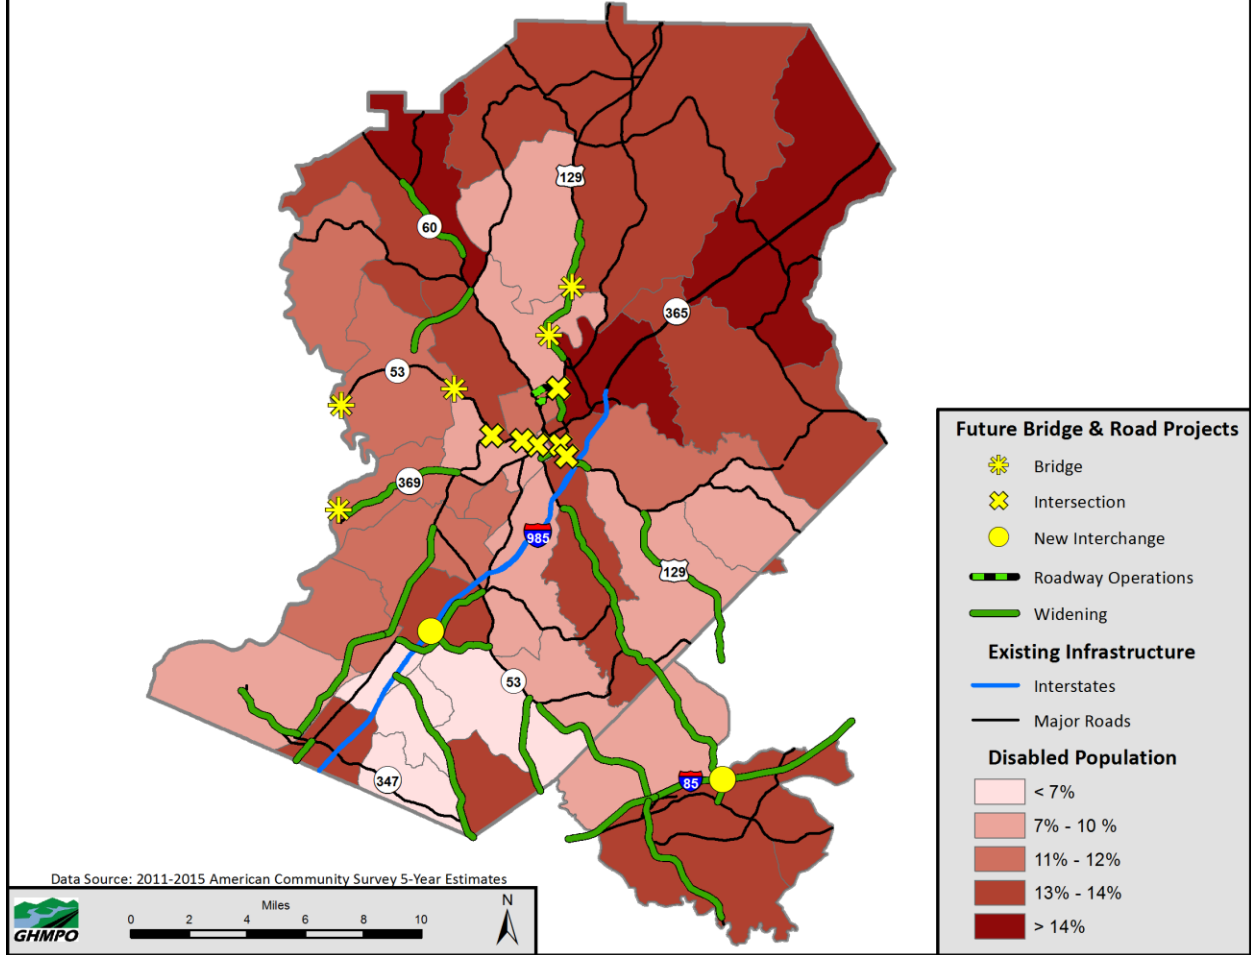 129
60
365
53
369
985
129
53
85
347
Future Bridge & Road Projects
Bridge
Intersection
New Interchange
Roadway Operations
Widening
Existing Infrastructure
Interstates
Major Roads
Disabled Population
< 7%
7% - 10 %
11% - 12%
13% - 14%
> 14%
Data Source: 2011-2015 American Community Survey 5-Year Estimates
GHMPO
Miles
0 2 4 6 8 10
N